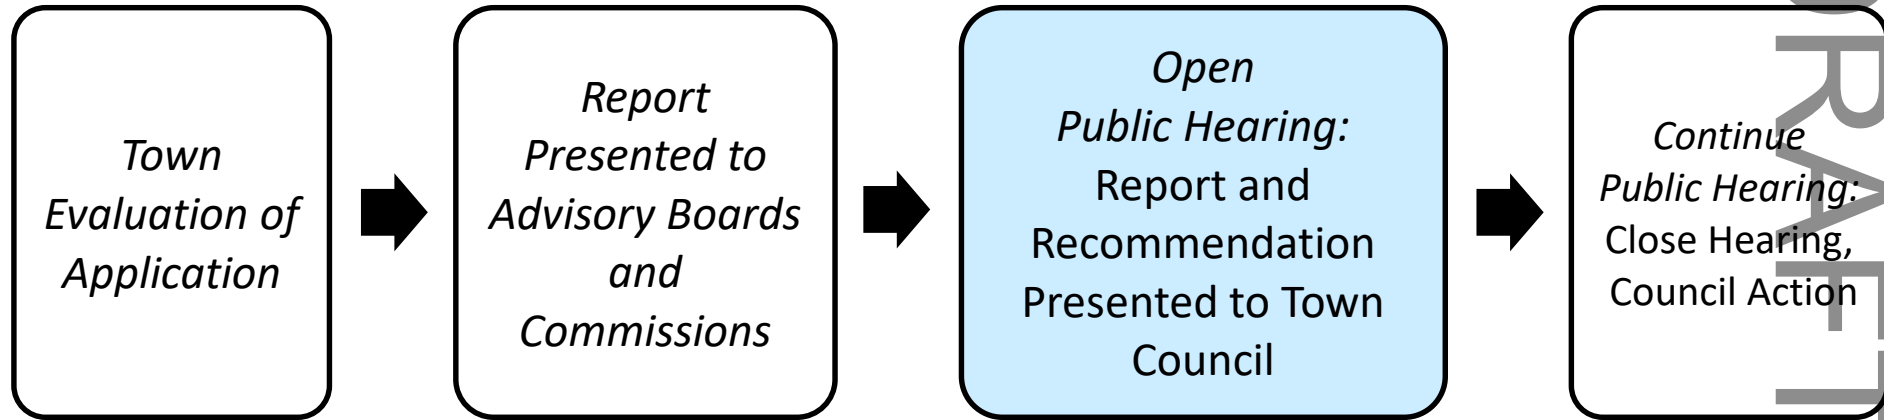 Town
Evaluation of
Application
Report
Presented to
Advisory Boards
and
Commissions
Open
Public Hearing:
Report and
Recommendation
Presented to Town
Council
Continue
Public Hearing:
Close Hearing,
Council Action
DRAFT